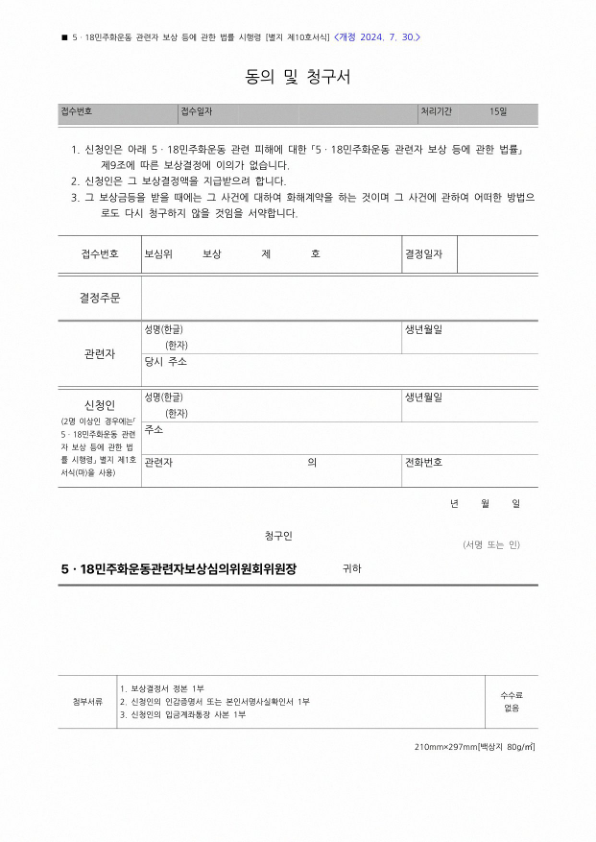 ■ 5ㆍ18민주화운동 관련자 보상 등에 관한 법률 시행령 [별지 제10호서식] <개정 2024. 7. 30.>
동의 및 청구서
접수번호 접수일자 처리기간 15일
1. 신청인은 아래 5ㆍ18민주화운동 관련 피해에 대한 「5ㆍ18민주화운동 관련자 보상 등에 관한 법률」
제9조에 따른 보상결정에 이의가 없습니다.
2. 신청인은 그 보상결정액을 지급받으려 합니다.
3. 그 보상금등을 받을 때에는 그 사건에 대하여 화해계약을 하는 것이며 그 사건에 관하여 어떠한 방법으
로도 다시 청구하지 않을 것임을 서약합니다.
접수번호 보심위 보상 제 호 결정일자
결정주문
관련자
성명(한글) 생년월일
(한자)
당시 주소
신청인
(2명 이상인 경우에는「
5ㆍ18민주화운동 관련
자 보상 등에 관한 법
률 시행령」 별지 제1호
서식(마)을 사용)
성명(한글) 생년월일
(한자)
주소
관련자 의 전화번호
년 월 일
청구인
(서명 또는 인)
5ㆍ18민주화운동관련자보상심의위원회위원장 귀하
첨부서류
1. 보상결정서 정본 1부
2. 신청인의 인감증명서 또는 본인서명사실확인서 1부
3. 신청인의 입금계좌통장 사본 1부
수수료
없음
210mm×297mm[백상지 80g/㎡]